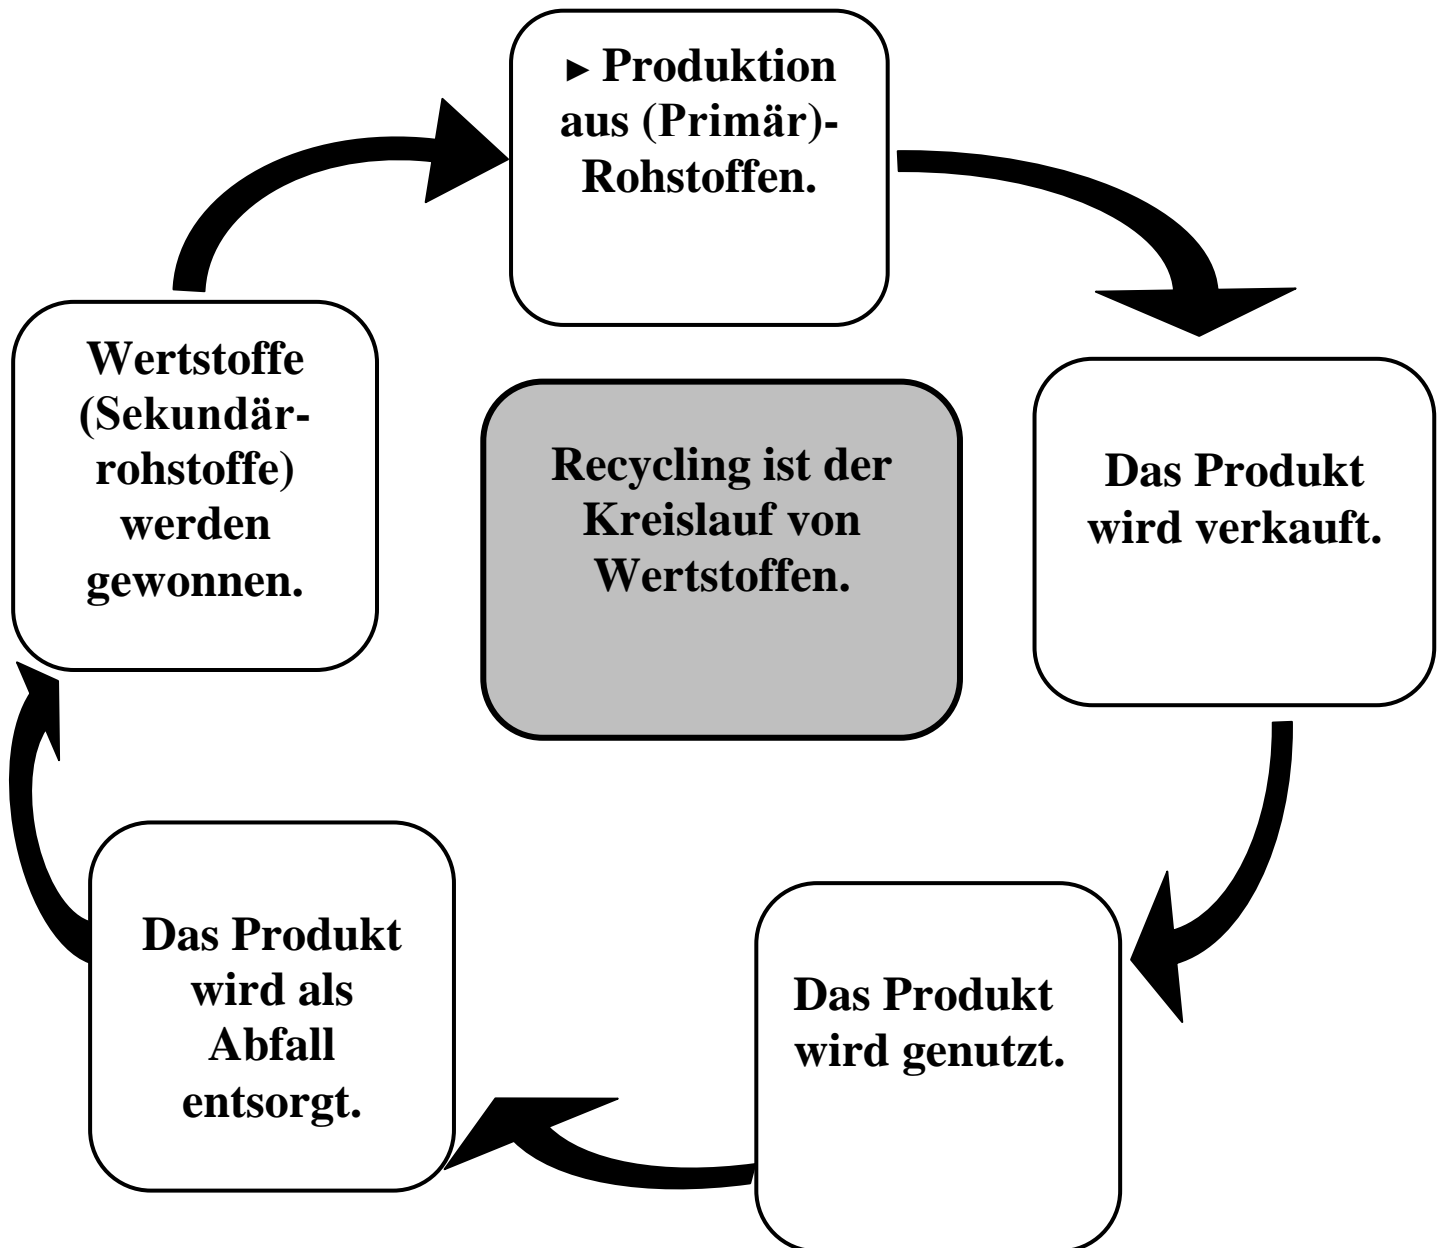 ► Produktion
aus (Primär)-
Rohstoffen.
Das Produkt
wird verkauft.
Das Produkt
wird genutzt.
Das Produkt
wird als
Abfall
entsorgt.
Wertstoffe
(Sekundär-
rohstoffe)
werden
gewonnen.
Recycling ist der
Kreislauf von
Wertstoffen.